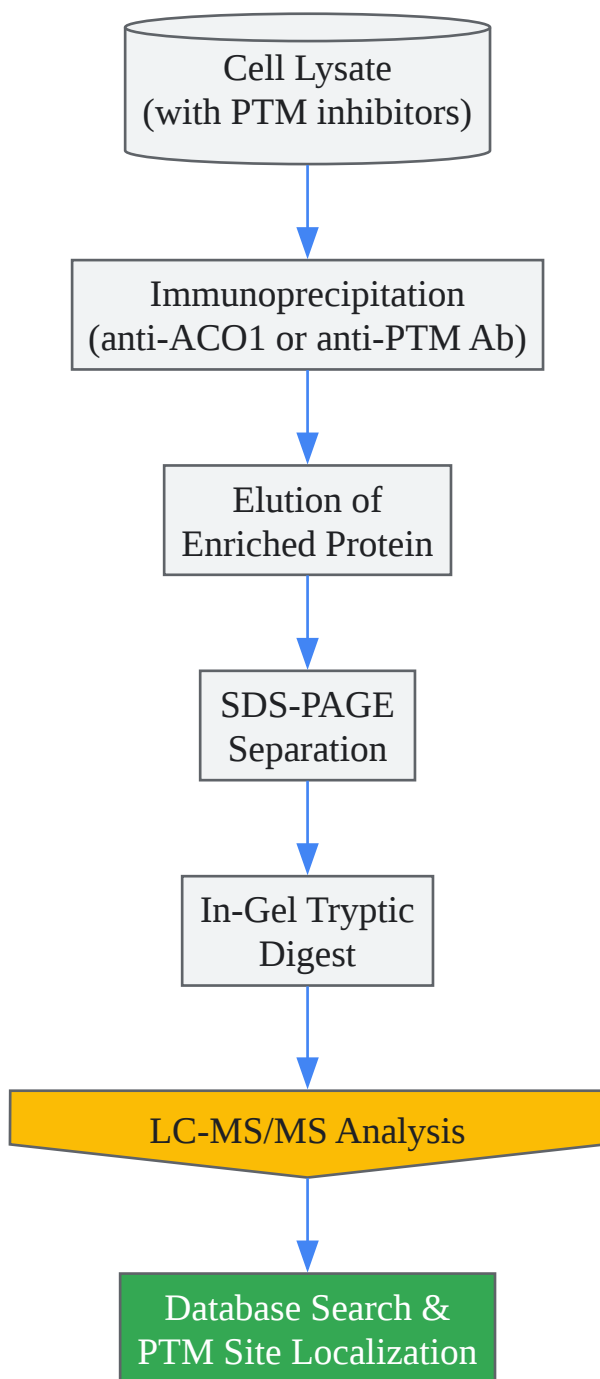 Cell Lysate
(with PTM inhibitors)
Immunoprecipitation
(anti-ACO1 or anti-PTM Ab)
Elution of
Enriched Protein
SDS-PAGE
Separation
In-Gel Tryptic
Digest
LC-MS/MS Analysis
Database Search &
PTM Site Localization